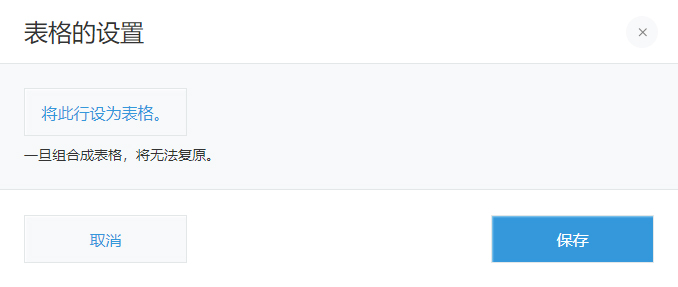 表格的设置
将此行设为表格。
一旦组合成表格，将无法复原。
取消
保存